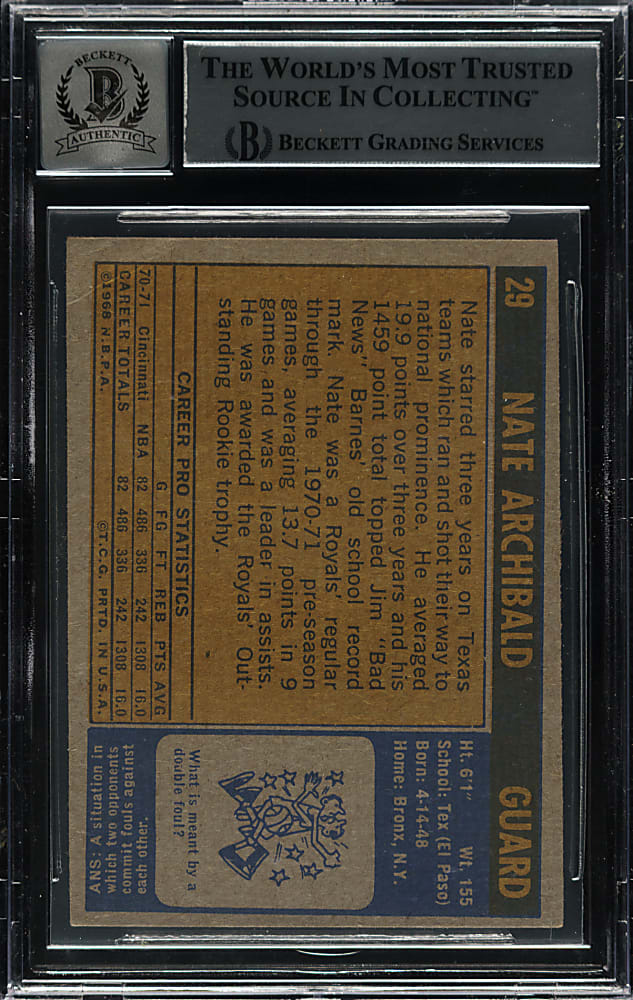 BECKETT
B
AUTHENTIC
THE WORLD'S MOST TRUSTED
SOURCE IN COLLECTING™
B BECKETT GRADING SERVICES
29 NATE ARCHIBALD GUARD
Nate starred three years on Texas
teams which ran and shot their way to
national prominence. He averaged
19.9 points over three years and his
1459 point total topped Jim "Bad
News" Barnes' old school record
mark. Nate was a Royals' regular
through the 1970-71 pre-season
games, averaging 13.7 points in 9
games, and was a leader in assists.
He was awarded the Royals' Out-
standing Rookie trophy.
CAREER PRO STATISTICS
G FG FT REB PTS AVG
70-71 Cincinnati NBA 82 486 336 242 1308 16.0
CAREER TOTALS 82 486 336 242 1308 16.0
©1968 N.B.P.A. ©T.C.G. PRTD. IN U.S.A.
Ht. 6'1" Wt. 155
School: Tex (El Paso)
Born: 4-14-48
Home: Bronx, N.Y.
What is meant by a
double foul?
ANS: A situation in
which two opponents
commit fouls against
each other.